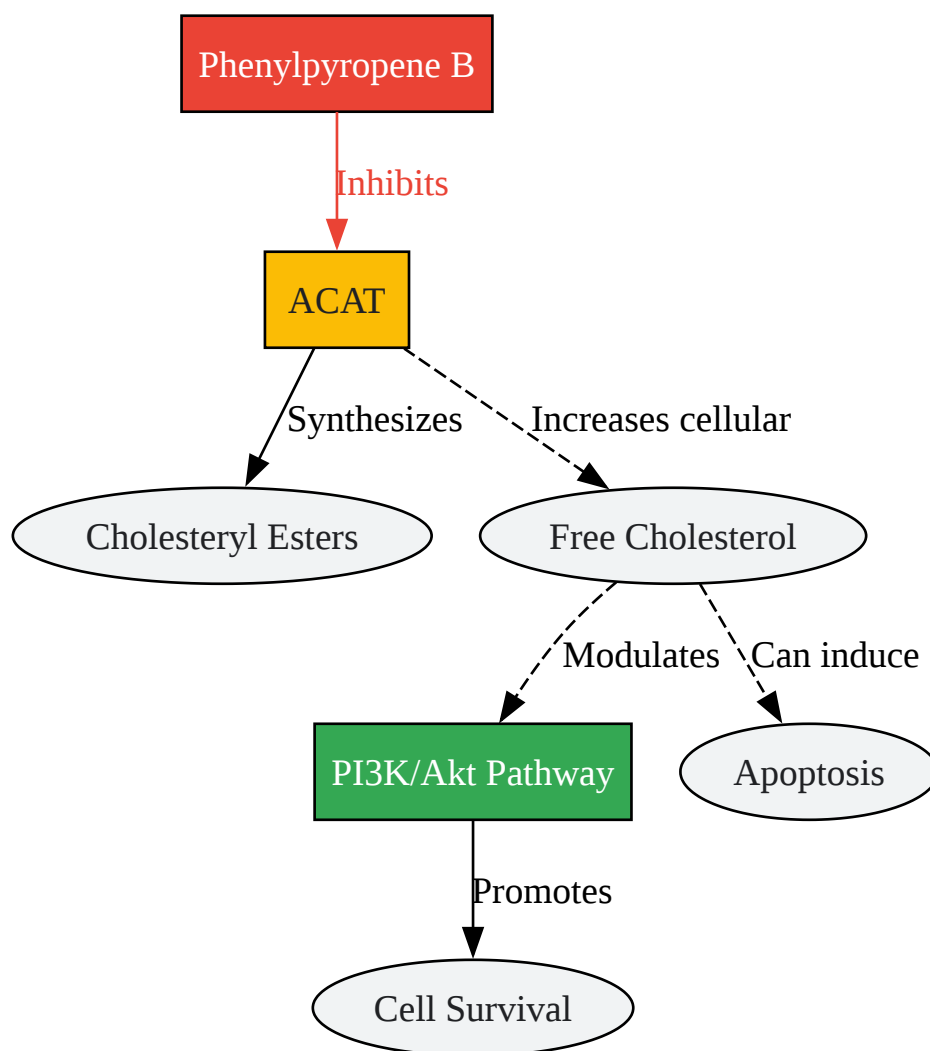 Phenylpyropene B
Inhibits
ACAT
Synthesizes
Increases cellular
Cholesteryl Esters
Free Cholesterol
Modulates
Can induce
PI3K/Akt Pathway
Apoptosis
Promotes
Cell Survival